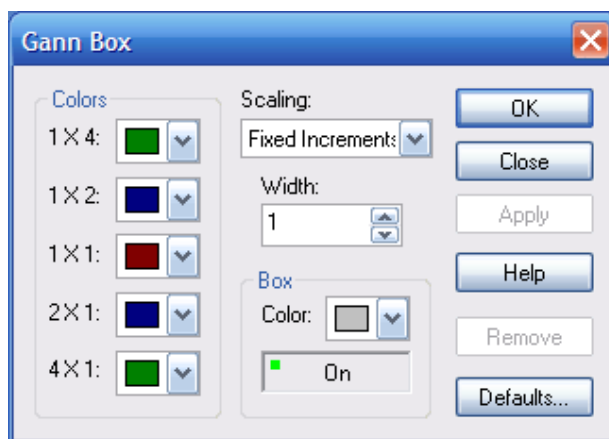 Gann Box
Colors
1 X 4:
1 X 2:
1 X 1:
2 X 1:
4 X 1:
Scaling:
Fixed Increments
Width:
1
Box
Color:
On
OK
Close
Apply
Help
Remove
Defaults...